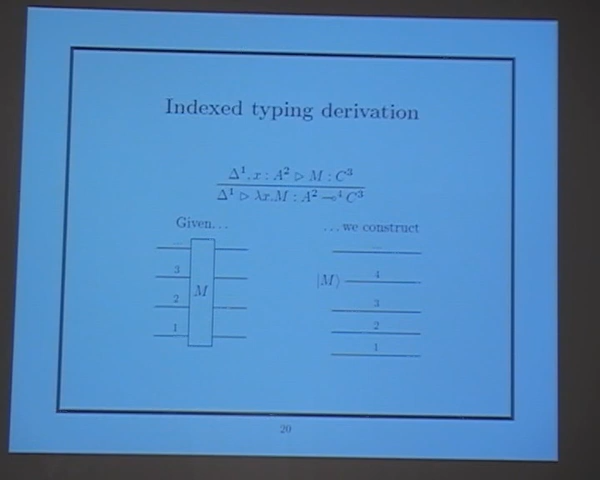 Indexed typing derivation
Δ¹, x : A² ▷ M : C³
Δ¹ ▷ λx.M : A² ⊸⁴ C³
Given...
...we construct
3
2
1
M
|M⟩
4
3
2
1
20